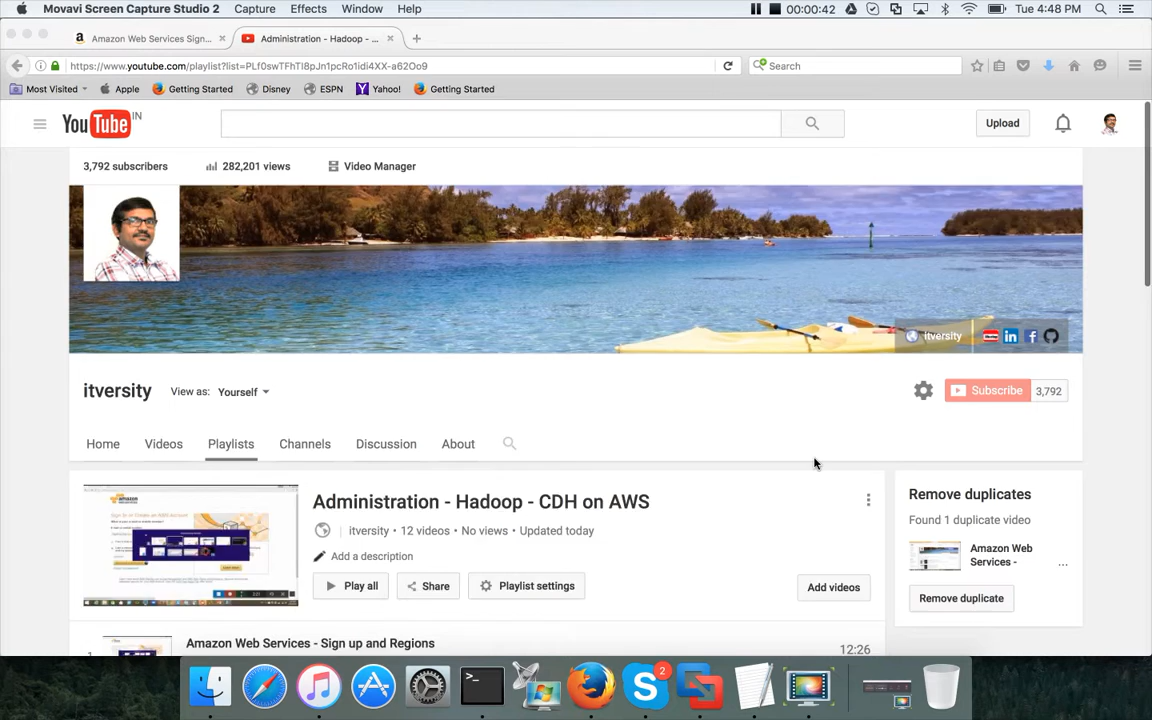 Movavi Screen Capture Studio 2 Capture Effects Window Help 00:00:42 Tue 4:48 PM
Amazon Web Services Sign... × Administration - Hadoop - ... × +
https://www.youtube.com/playlist?list=PLf0swTFhTI8pJn1pcRo1idi4XX-a62Oo9 Search
Most Visited Apple Getting Started Disney ESPN Yahoo! Getting Started
YouTube IN Upload
3,792 subscribers 282,201 views Video Manager
itversity
itversity View as: Yourself Subscribe 3,792
Home Videos Playlists Channels Discussion About
Administration - Hadoop - CDH on AWS
itversity • 12 videos • No views • Updated today
Add a description
Play all Share Playlist settings Add videos
Remove duplicates
Found 1 duplicate video
Amazon Web
Services - ...
Remove duplicate
1 Amazon Web Services - Sign up and Regions 12:26
2